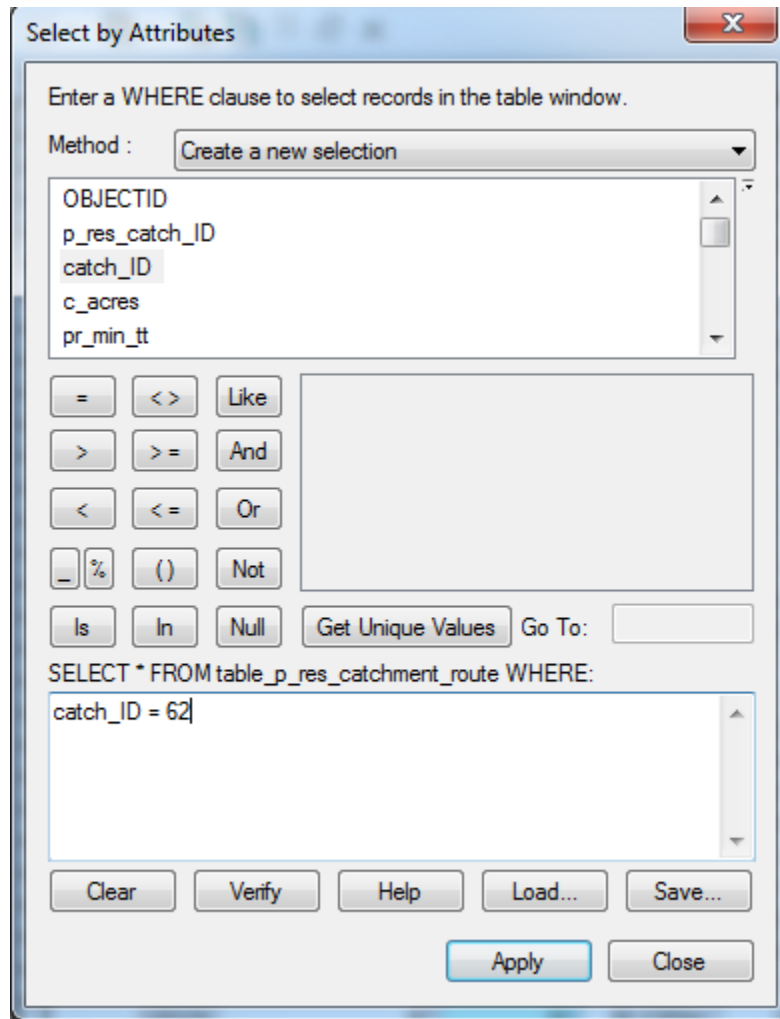 Select by Attributes
x
Enter a WHERE clause to select records in the table window.
Method : Create a new selection
OBJECTID
p_res_catch_ID
catch_ID
c_acres
pr_min_tt
= < > Like
> > = And
< < = Or
_ % ( ) Not
Is In Null Get Unique Values Go To:
SELECT * FROM table_p_res_catchment_route WHERE:
catch_ID = 62
Clear Verify Help Load... Save...
Apply Close